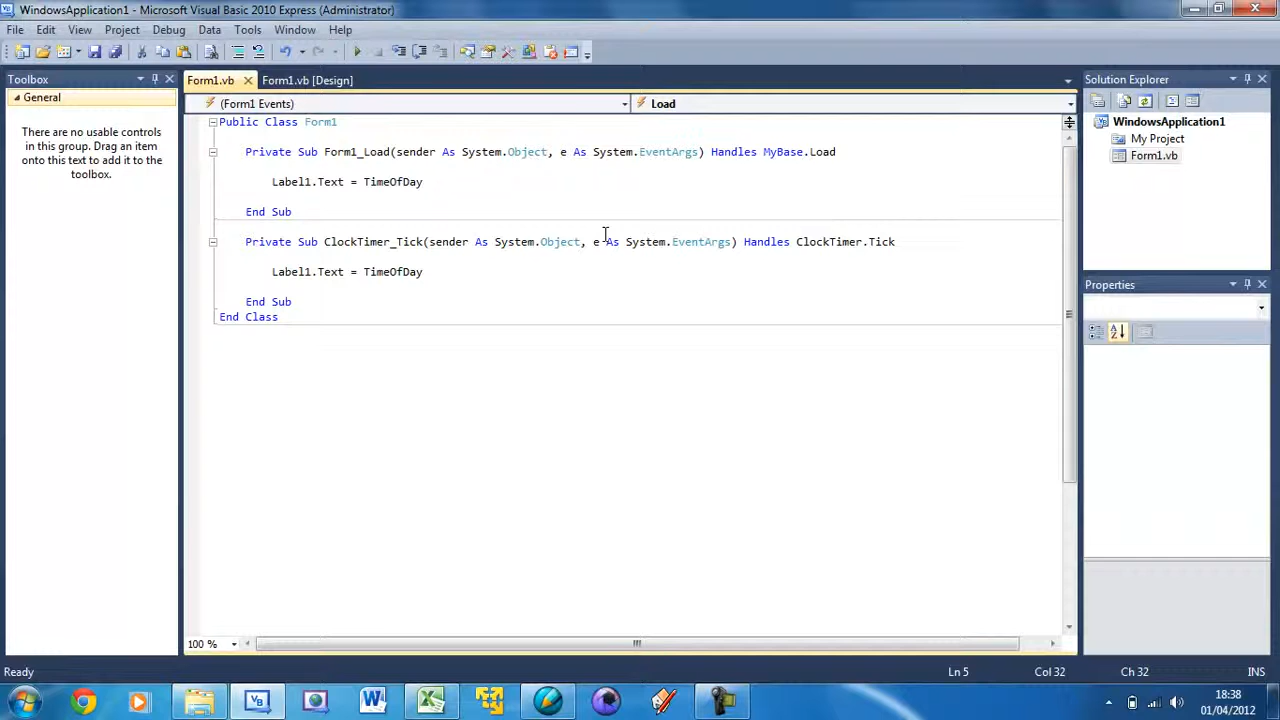 WindowsApplication1 - Microsoft Visual Basic 2010 Express (Administrator)
File Edit View Project Debug Data Tools Window Help
Toolbox
General
There are no usable controls
in this group. Drag an item
onto this text to add it to the
toolbox.
Form1.vb Form1.vb [Design]
(Form1 Events) Load
Public Class Form1
Private Sub Form1_Load(sender As System.Object, e As System.EventArgs) Handles MyBase.Load
Label1.Text = TimeOfDay
End Sub
Private Sub ClockTimer_Tick(sender As System.Object, e As System.EventArgs) Handles ClockTimer.Tick
Label1.Text = TimeOfDay
End Sub
End Class
100 %
Solution Explorer
WindowsApplication1
My Project
Form1.vb
Properties
Ready Ln 5 Col 32 Ch 32 INS
18:38
01/04/2012